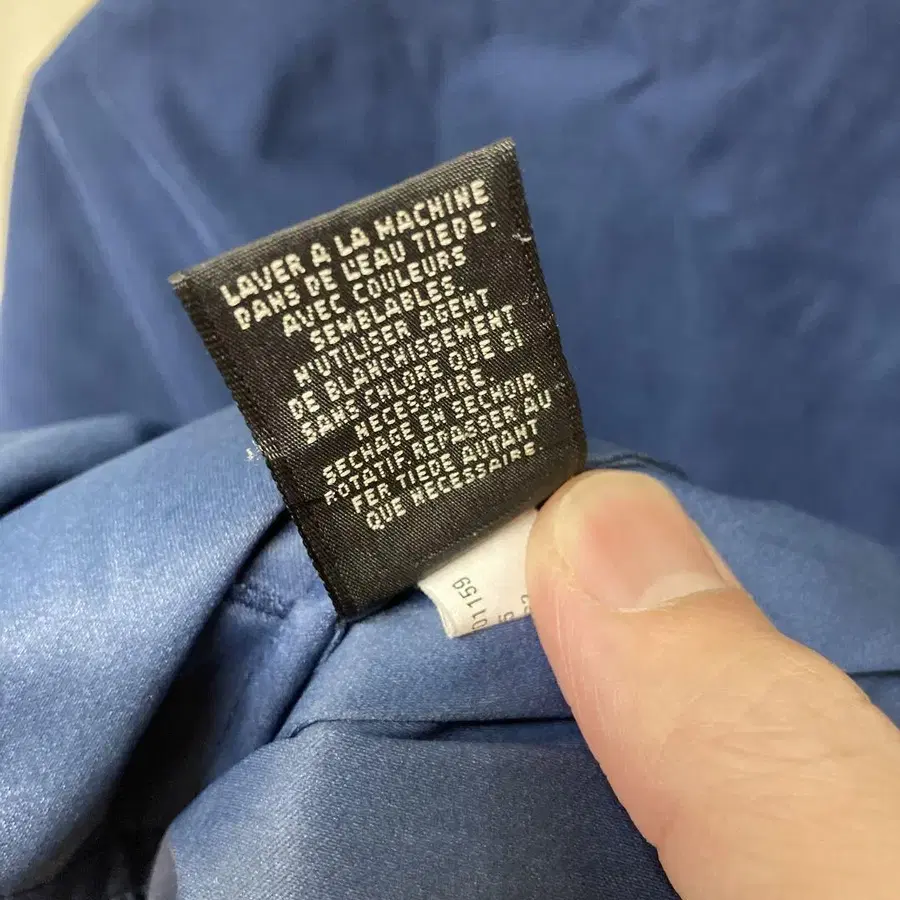 LAVER A LA MACHINE
DANS DE L'EAU TIEDE.
AVEC COULEURS
SEMBLABLES
N'UTILISER AGENT
DE BLANCHISSEMENT
SANS CHLORE QUE SI
NECESSAIRE
SECHAGE EN SECHOIR
ROTATIF REPASSER AU
FER TIEDE AUTANT
QUE NECESSAIRE
01159